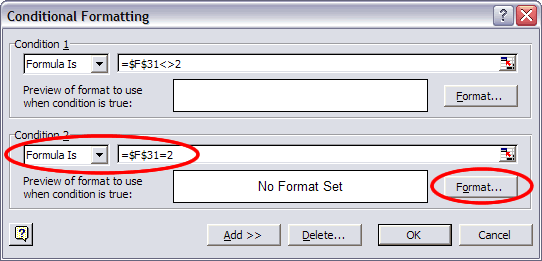 Conditional Formatting
Condition 1
Formula Is =$F$31<>2
Preview of format to use
when condition is true:
Format...
Condition 2
Formula Is =$F$31=2
Preview of format to use
when condition is true:
No Format Set
Format...
Add >> Delete... OK Cancel